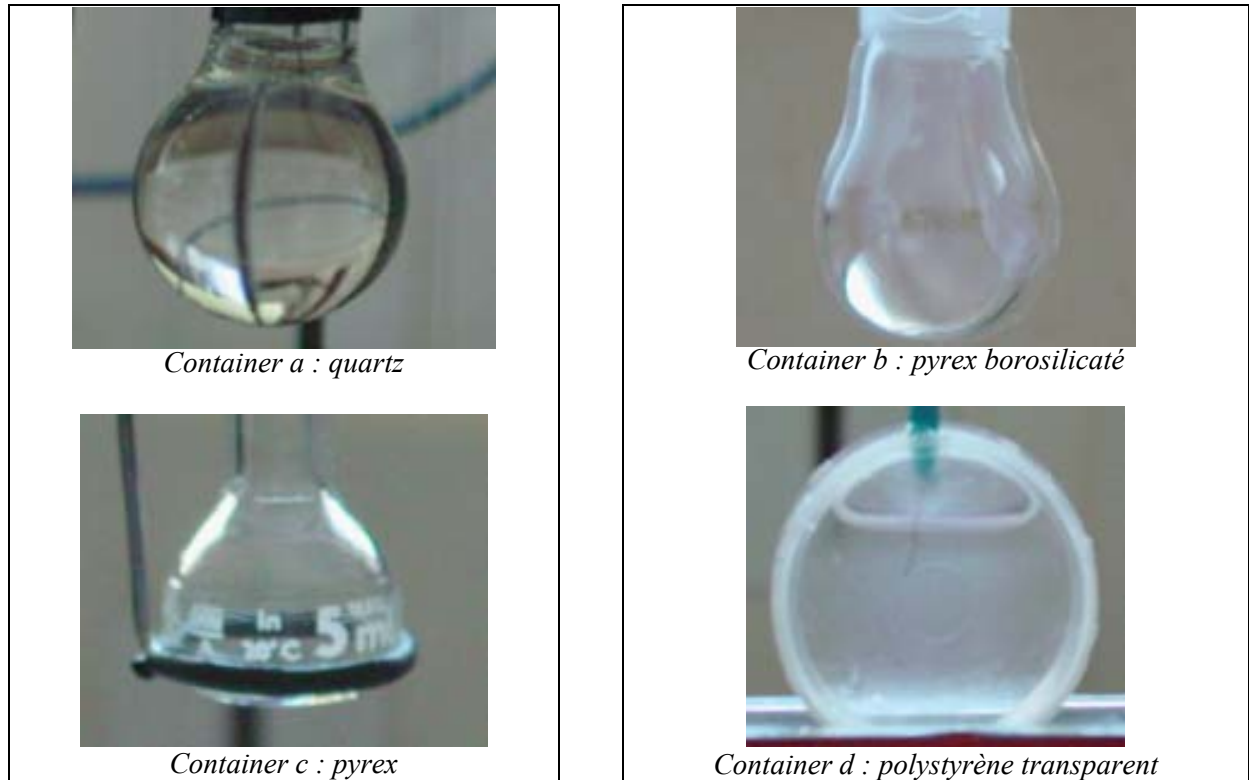 Container a : quartz
Container b : pyrex borosilicaté
In 5 ml
20°C
Container c : pyrex
Container d : polystyrène transparent